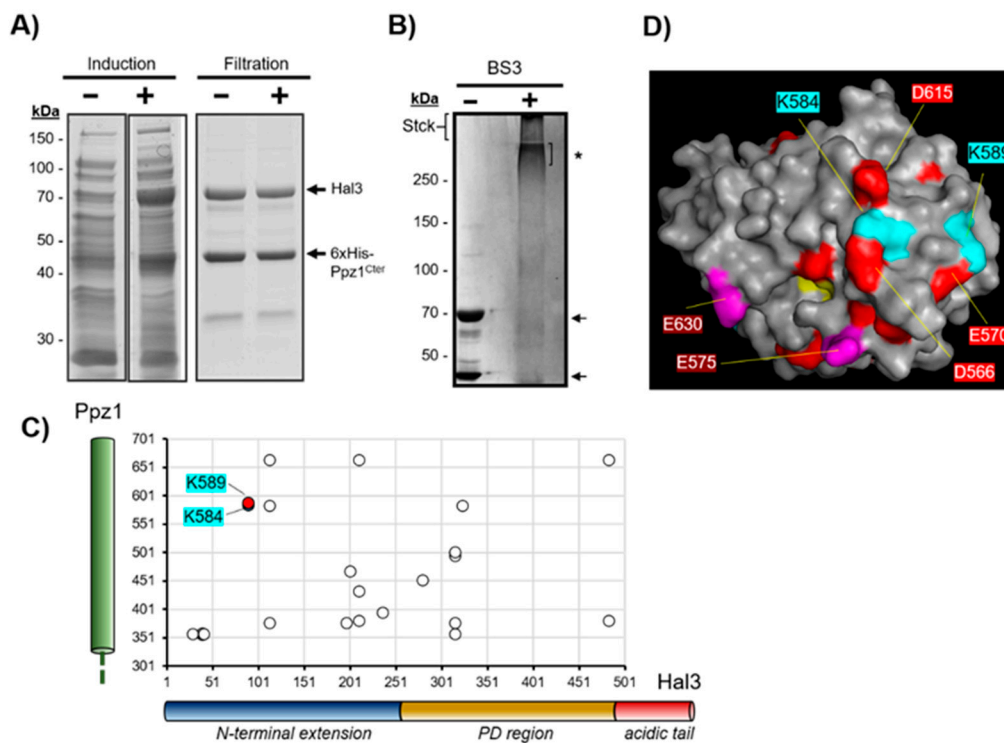 A)
Induction
Filtration
− + − +
kDa
150 -
100 -
70 -
50 -
40 -
30 -
Hal3
6xHis-
Ppz1Cter
B)
BS3
kDa − +
Stck
*
250 -
150 -
100 -
70 -
50 -
D)
K584
D615
K589
E630
E575
E570
D566
C)
Ppz1
701
651
601
551
501
451
401
351
301
K589
K584
1 51 101 151 201 251 301 351 401 451 501
Hal3
N-terminal extension PD region acidic tail